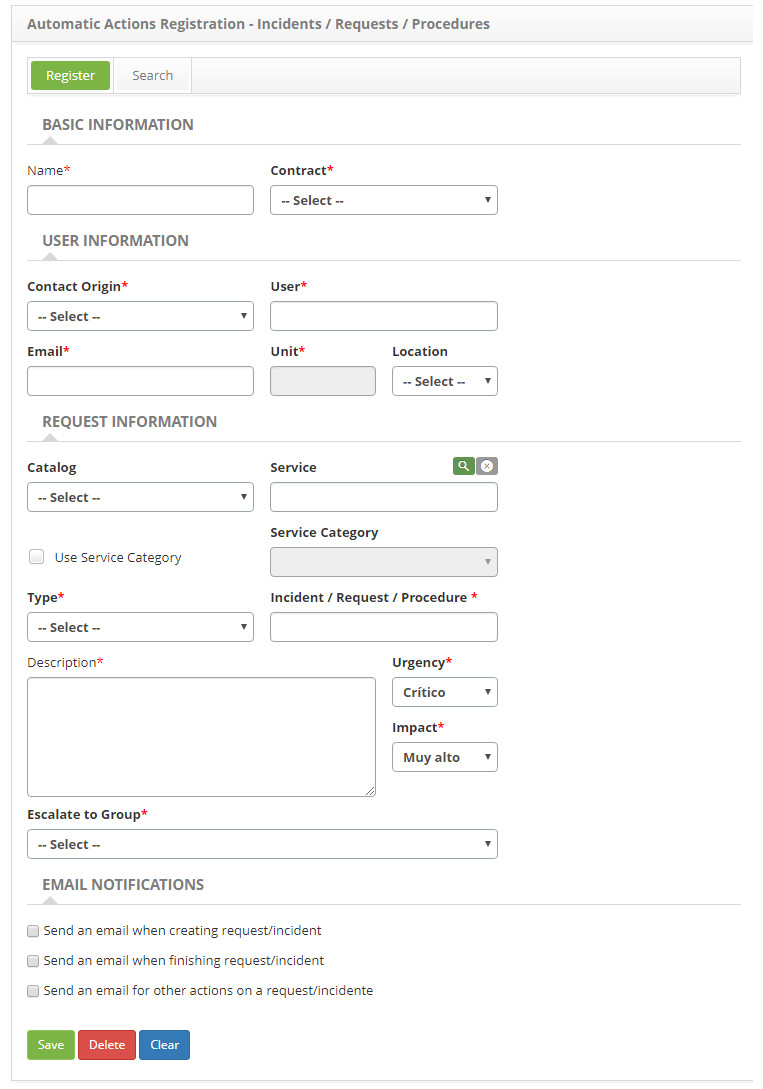 Automatic Actions Registration - Incidents / Requests / Procedures
Register Search
BASIC INFORMATION
Name* Contract*
-- Select --
USER INFORMATION
Contact Origin* User*
-- Select --
Email* Unit* Location
-- Select --
REQUEST INFORMATION
Catalog Service
-- Select --
Service Category
Use Service Category
Type* Incident / Request / Procedure *
-- Select --
Description* Urgency*
Crítico
Impact*
Muy alto
Escalate to Group*
-- Select --
EMAIL NOTIFICATIONS
Send an email when creating request/incident
Send an email when finishing request/incident
Send an email for other actions on a request/incidente
Save Delete Clear